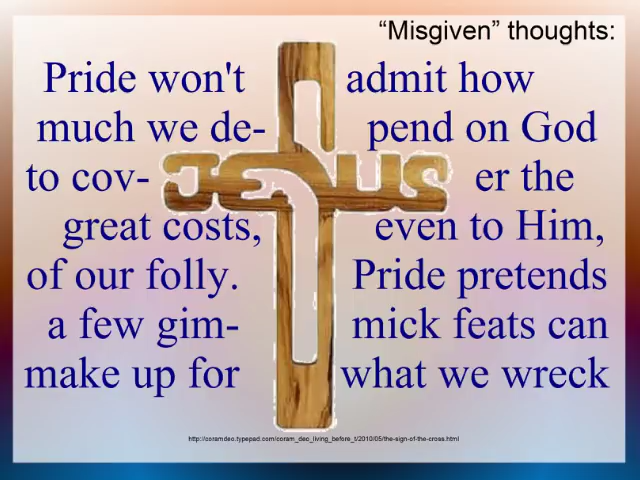 “Misgiven” thoughts:
Pride won't admit how
much we de- pend on God
to cov- er the
great costs, even to Him,
of our folly. Pride pretends
a few gim- mick feats can
make up for what we wreck
JESUS
http://coramdeo.typepad.com/coram_deo_living_before_t/2010/05/the-sign-of-the-cross.html